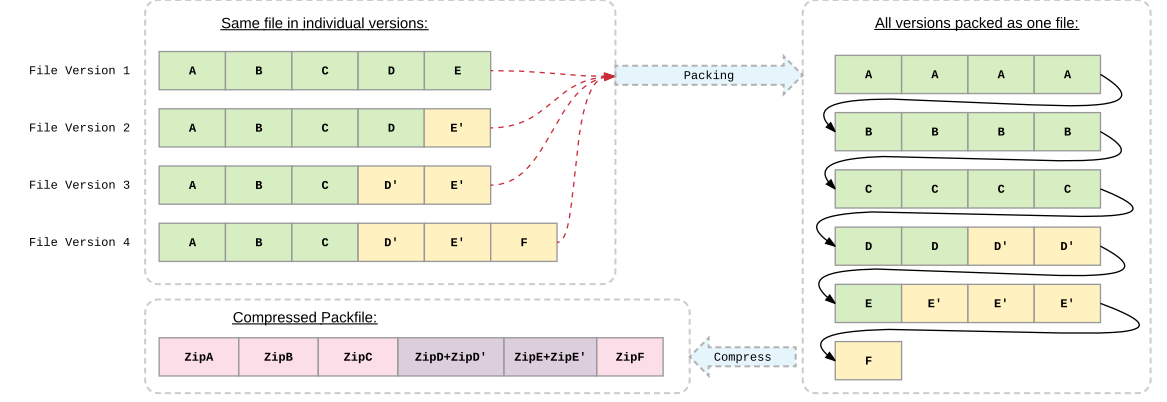 Same file in individual versions:
File Version 1 A B C D E
File Version 2 A B C D E'
File Version 3 A B C D' E'
File Version 4 A B C D' E' F
Packing
All versions packed as one file:
A A A A
B B B B
C C C C
D D D' D'
E E' E' E'
F
Compress
Compressed Packfile:
ZipA ZipB ZipC ZipD+ZipD' ZipE+ZipE' ZipF